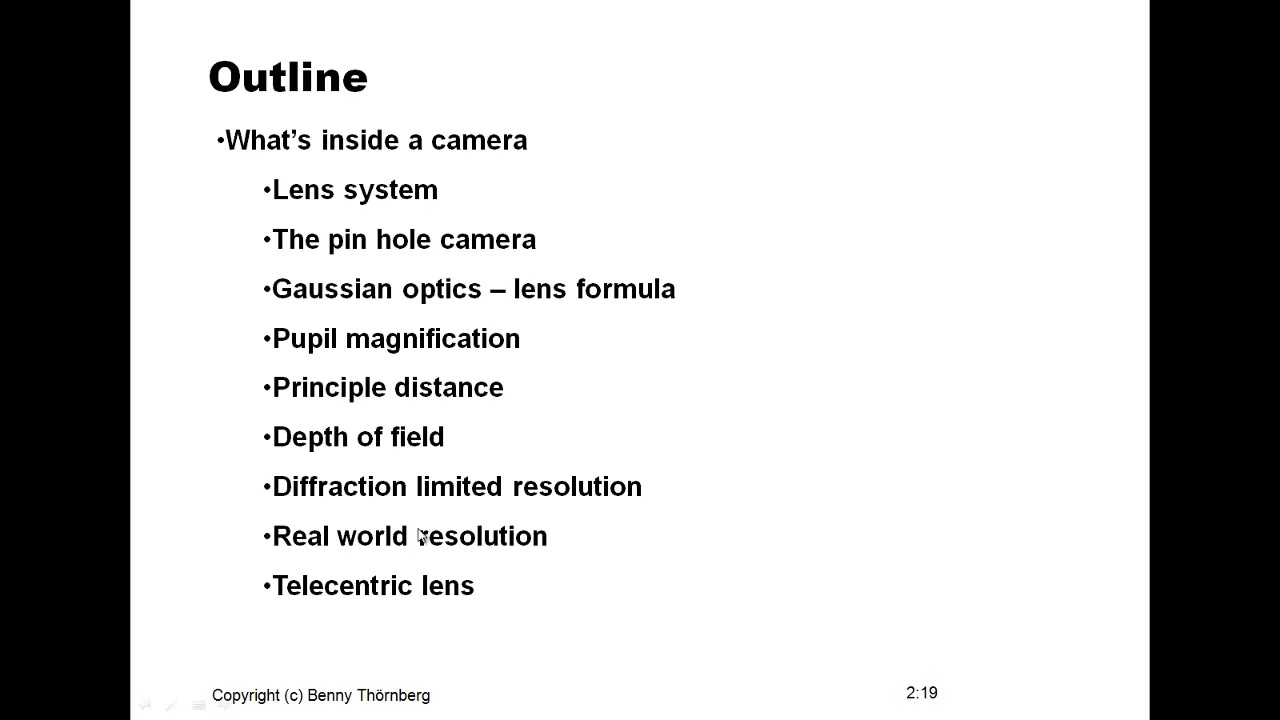 Outline
•What’s inside a camera
•Lens system
•The pin hole camera
•Gaussian optics – lens formula
•Pupil magnification
•Principle distance
•Depth of field
•Diffraction limited resolution
•Real world resolution
•Telecentric lens
Copyright (c) Benny Thörnberg
2:19